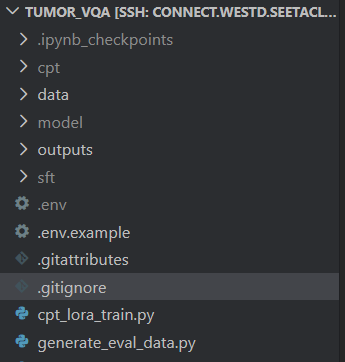 TUMOR_VQA [SSH: CONNECT.WESTD.SEETACL...
.ipynb_checkpoints
cpt
data
model
outputs
sft
.env
.env.example
.gitattributes
.gitignore
cpt_lora_train.py
generate_eval_data.py